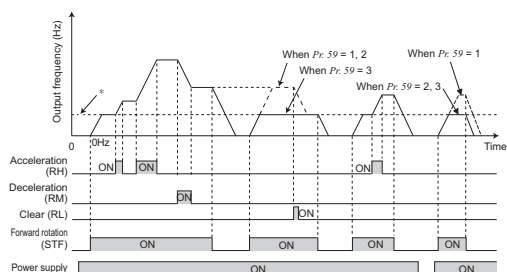 Output frequency (Hz)
When Pr. 59 = 1, 2
When Pr. 59 = 3
When Pr. 59 = 1
When Pr. 59 = 2, 3
*
0
0Hz
Time
Acceleration
(RH)
ON
ON
ON
Deceleration
(RM)
ON
Clear (RL)
ON
Forward rotation
(STF)
ON
ON
ON
ON
Power supply
ON
ON